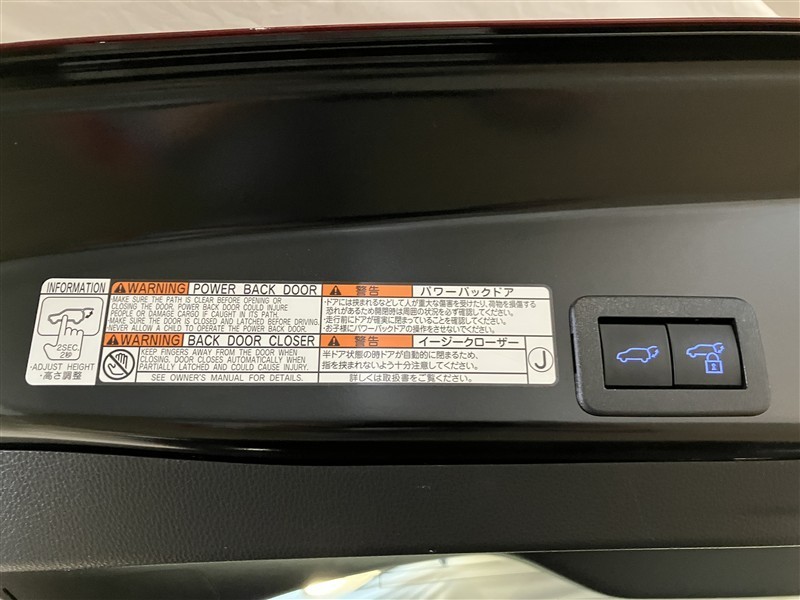 INFORMATION
2SEC.
2秒
・ADJUST HEIGHT
・高さ調整
WARNING POWER BACK DOOR
・MAKE SURE THE PATH IS CLEAR BEFORE OPENING OR
CLOSING THE DOOR. POWER BACK DOOR COULD INJURE
PEOPLE OR DAMAGE CARGO IF CAUGHT IN ITS PATH.
・MAKE SURE THE DOOR IS CLOSED AND LATCHED BEFORE DRIVING.
・NEVER ALLOW A CHILD TO OPERATE THE POWER BACK DOOR.
警告 パワーバックドア
・ドアには挟まれるなどして人が重大な傷害を受けたり、荷物を損傷する
恐れがあるため開閉時は周囲の状況を必ず確認してください。
・走行前にドアが確実に閉まっていることを確認してください。
・お子様にパワーバックドアの操作をさせないでください。
WARNING BACK DOOR CLOSER
KEEP FINGERS AWAY FROM THE DOOR WHEN
CLOSING. DOOR CLOSES AUTOMATICALLY WHEN
PARTIALLY LATCHED AND COULD CAUSE INJURY.
SEE OWNER'S MANUAL FOR DETAILS.
警告 イージークローザー
半ドア状態の時ドアが自動的に閉まるため、
指を挟まれないよう十分注意してください。
詳しくは取扱書をご覧ください。
J